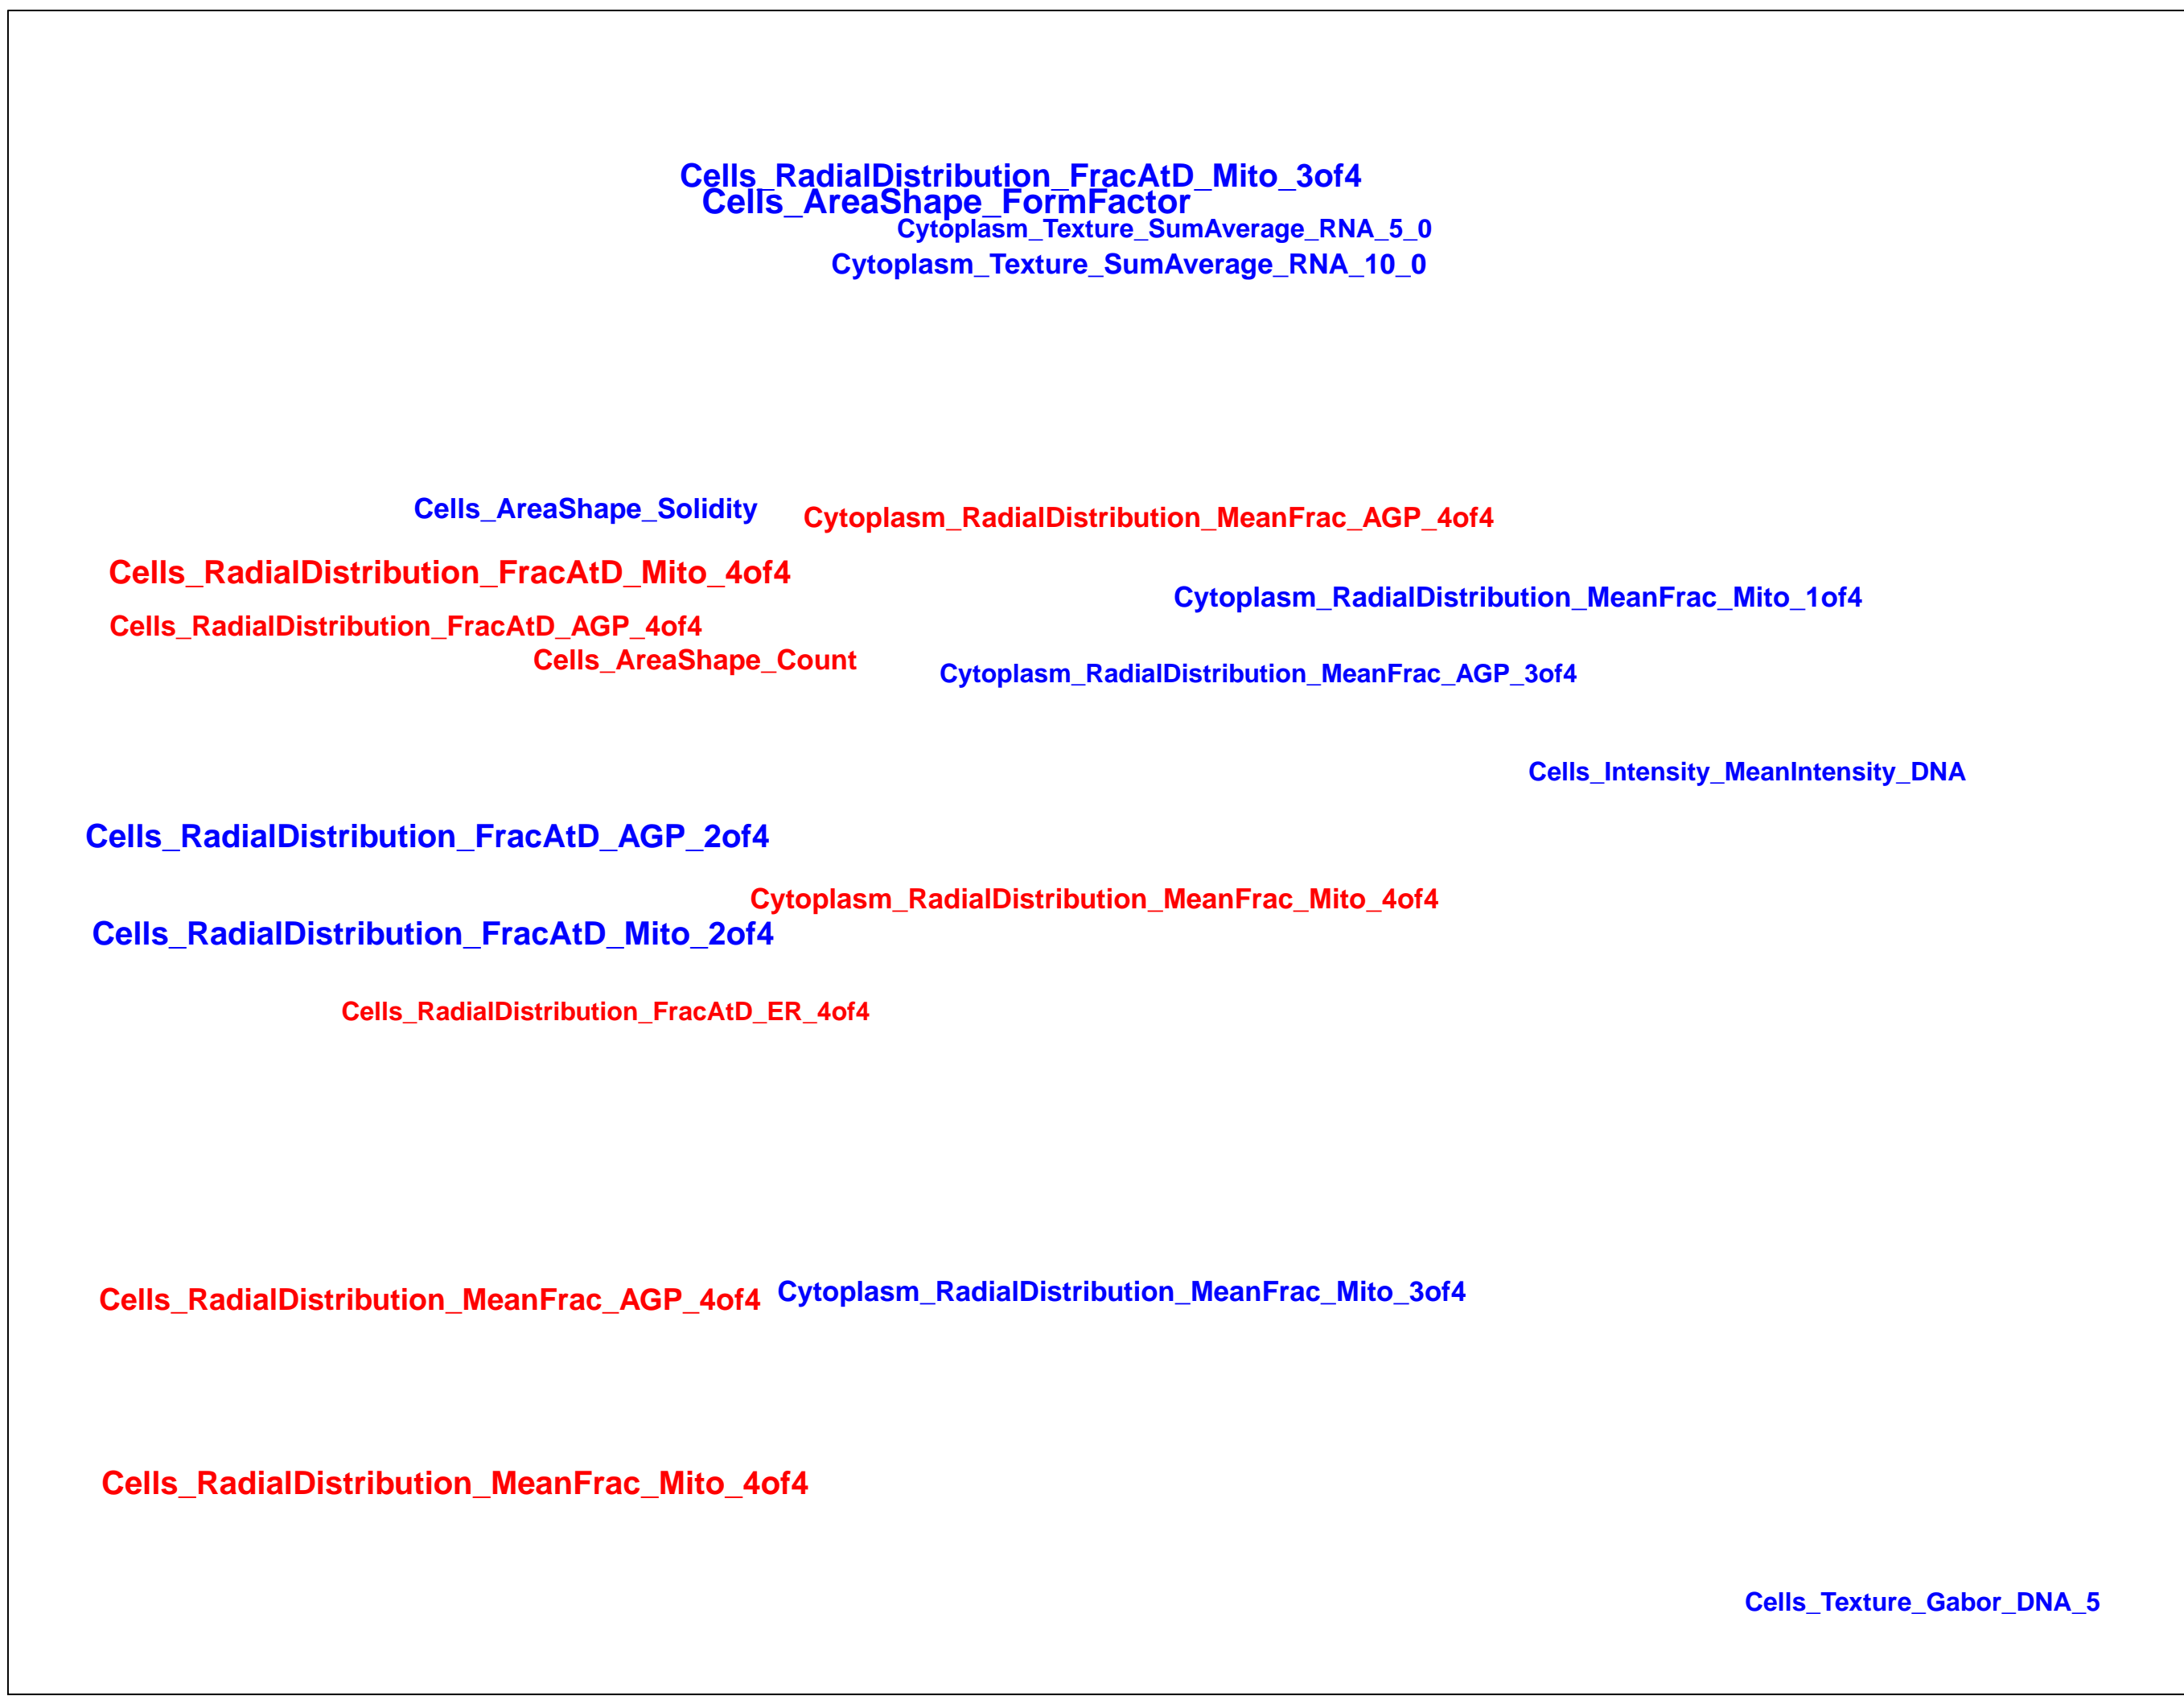 Cells_RadialDistribution_FracAtD_Mito_3of4
Cells_AreaShape_FormFactor
Cytoplasm_Texture_SumAverage_RNA_5_0
Cytoplasm_Texture_SumAverage_RNA_10_0
Cells_AreaShape_Solidity
Cytoplasm_RadialDistribution_MeanFrac_AGP_4of4
Cells_RadialDistribution_FracAtD_Mito_4of4
Cytoplasm_RadialDistribution_MeanFrac_Mito_1of4
Cells_RadialDistribution_FracAtD_AGP_4of4
Cells_AreaShape_Count
Cytoplasm_RadialDistribution_MeanFrac_AGP_3of4
Cells_Intensity_MeanIntensity_DNA
Cells_RadialDistribution_FracAtD_AGP_2of4
Cytoplasm_RadialDistribution_MeanFrac_Mito_4of4
Cells_RadialDistribution_FracAtD_Mito_2of4
Cells_RadialDistribution_FracAtD_ER_4of4
Cells_RadialDistribution_MeanFrac_AGP_4of4
Cytoplasm_RadialDistribution_MeanFrac_Mito_3of4
Cells_RadialDistribution_MeanFrac_Mito_4of4
Cells_Texture_Gabor_DNA_5